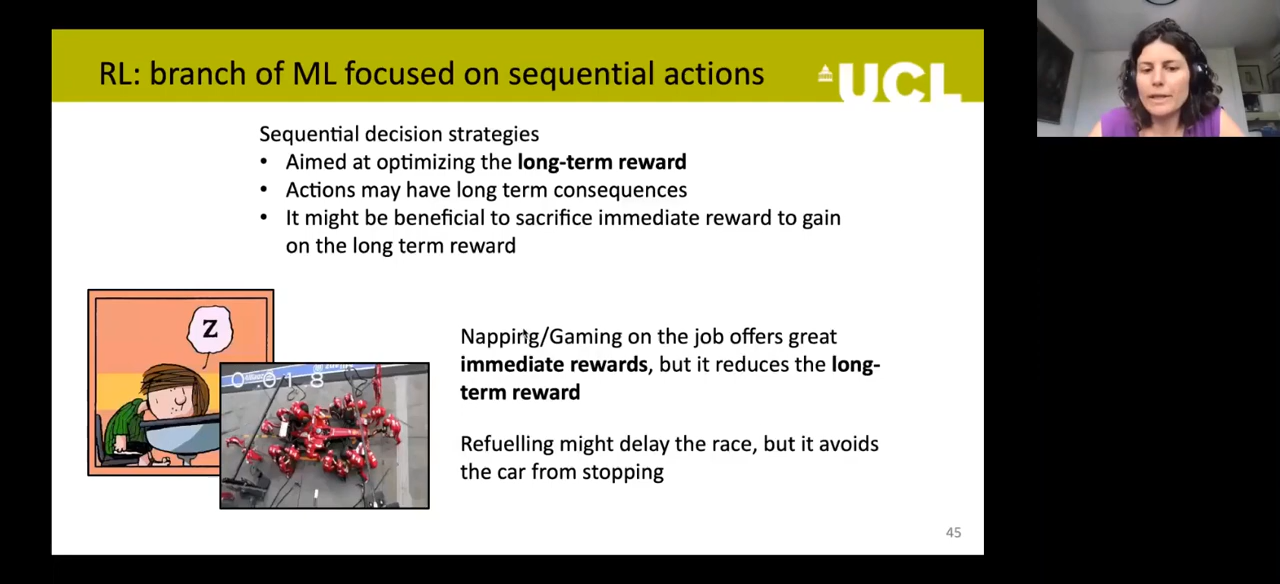 RL: branch of ML focused on sequential actions
UCL
Sequential decision strategies
• Aimed at optimizing the long-term reward
• Actions may have long term consequences
• It might be beneficial to sacrifice immediate reward to gain
on the long term reward
Z
0:01.8
Napping/Gaming on the job offers great
immediate rewards, but it reduces the long-
term reward
Refuelling might delay the race, but it avoids
the car from stopping
45